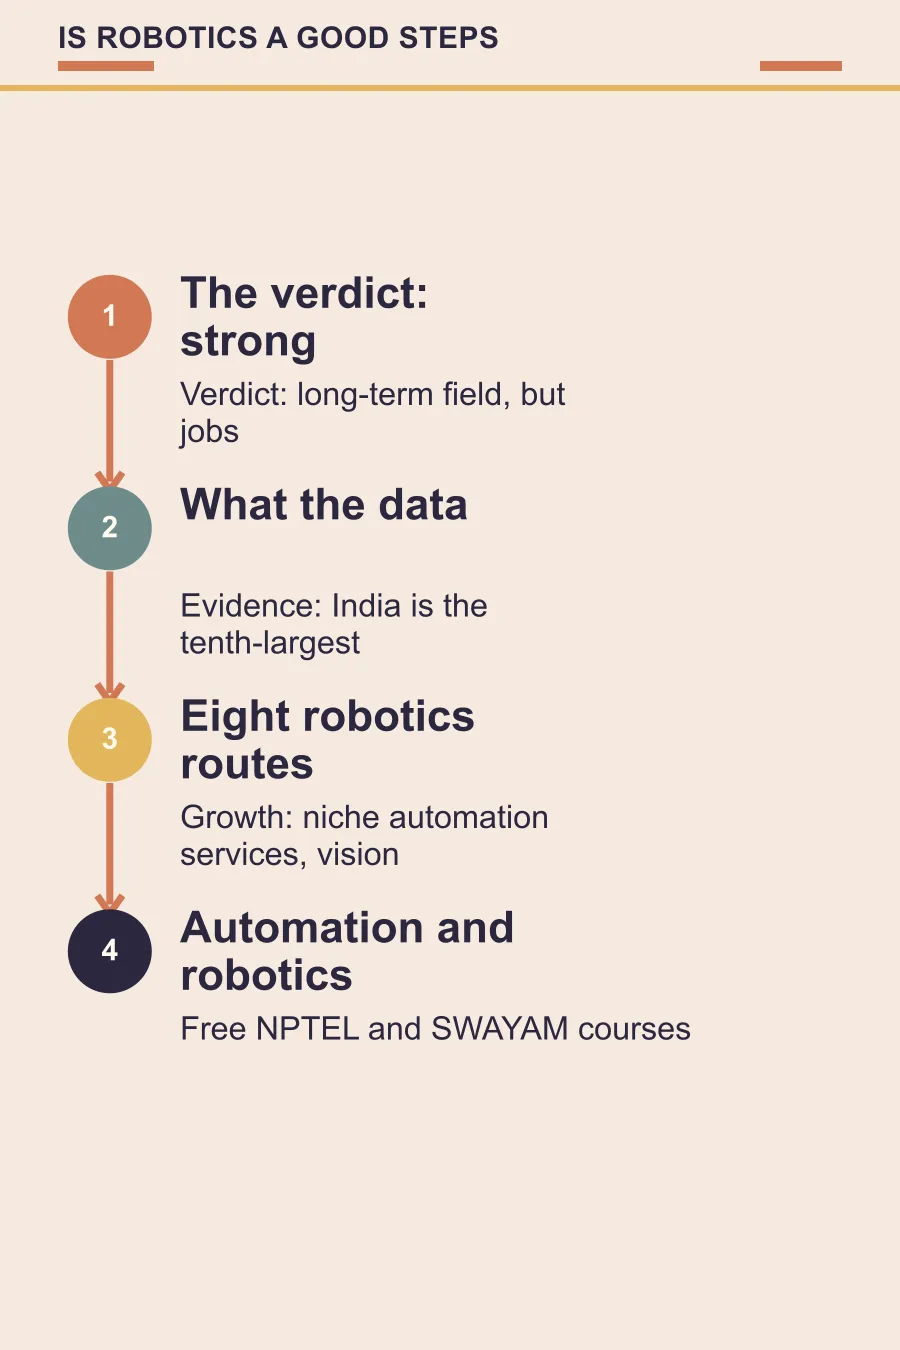 IS ROBOTICS A GOOD STEPS
1
The verdict:
strong
Verdict: long-term field, but
jobs
2
What the data
Evidence: India is the
tenth-largest
3
Eight robotics
routes
Growth: niche automation
services, vision
4
Automation and
robotics
Free NPTEL and SWAYAM courses